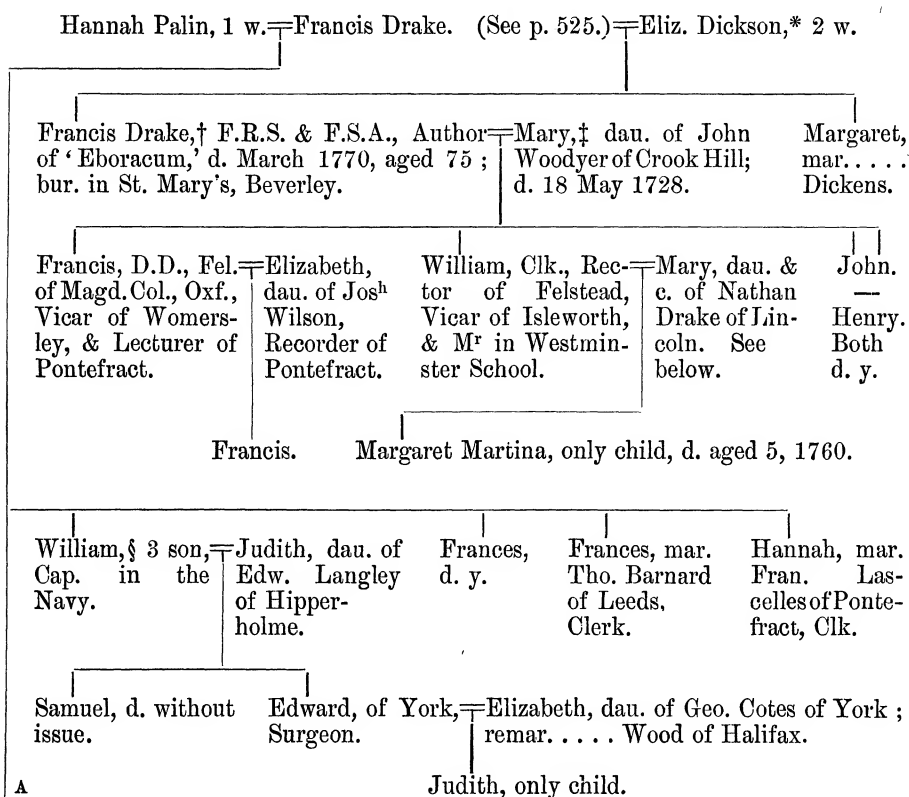 Hannah Palin, 1 w.=Francis Drake. (See p. 525.)=Eliz. Dickson,* 2 w.
Francis Drake,† F.R.S. & F.S.A., Author
of ‘Eboracum,’ d. March 1770, aged 75 ;
bur. in St. Mary's, Beverley.
=Mary,‡ dau. of John
Woodyer of Crook Hill;
d. 18 May 1728.
Margaret,
mar.....
Dickens.
Francis, D.D., Fel.
of Magd. Col., Oxf.,
Vicar of Womers-
ley, & Lecturer of
Pontefract.
=Elizabeth,
dau. of Josʰ
Wilson,
Recorder of
Pontefract.
William, Clk., Rec-
tor of Felstead,
Vicar of Isleworth,
& Mʳ in Westmin-
ster School.
=Mary, dau. &
c. of Nathan
Drake of Lin-
coln. See
below.
John.
—
Henry.
Both
d. y.
Francis.
Margaret Martina, only child, d. aged 5, 1760.
William,§ 3 son,
Cap. in the
Navy.
=Judith, dau. of
Edw. Langley
of Hipper-
holme.
Frances,
d. y.
Frances, mar.
Tho. Barnard
of Leeds,
Clerk.
Hannah, mar.
Fran. Las-
celles of Ponte-
fract, Clk.
Samuel, d. without
issue.
Edward, of York,
Surgeon.
=Elizabeth, dau. of Geo. Cotes of York ;
remar..... Wood of Halifax.
A
Judith, only child.